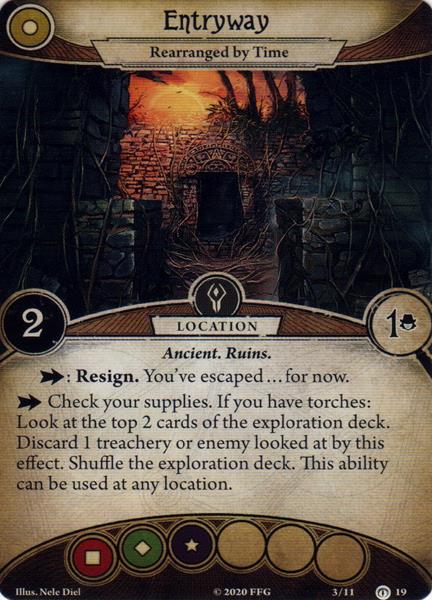 Entryway
Rearranged by Time
2
LOCATION
1
Ancient. Ruins.
: Resign. You've escaped…for now.
Check your supplies. If you have torches:
Look at the top 2 cards of the exploration deck.
Discard 1 treachery or enemy looked at by this
effect. Shuffle the exploration deck. This ability
can be used at any location.
Illus. Nele Diel
© 2020 FFG
3/11
19